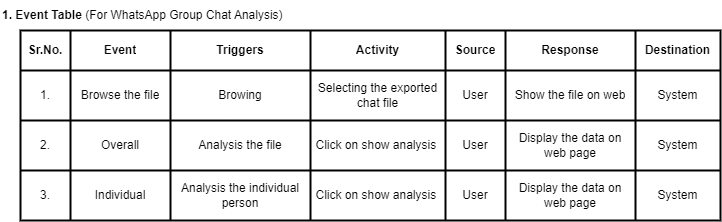 1. Event Table (For WhatsApp Group Chat Analysis)
Sr.No. Event Triggers Activity Source Response Destination
1. Browse the file Browing Selecting the exported chat file User Show the file on web System
2. Overall Analysis the file Click on show analysis User Display the data on web page System
3. Individual Analysis the individual person Click on show analysis User Display the data on web page System